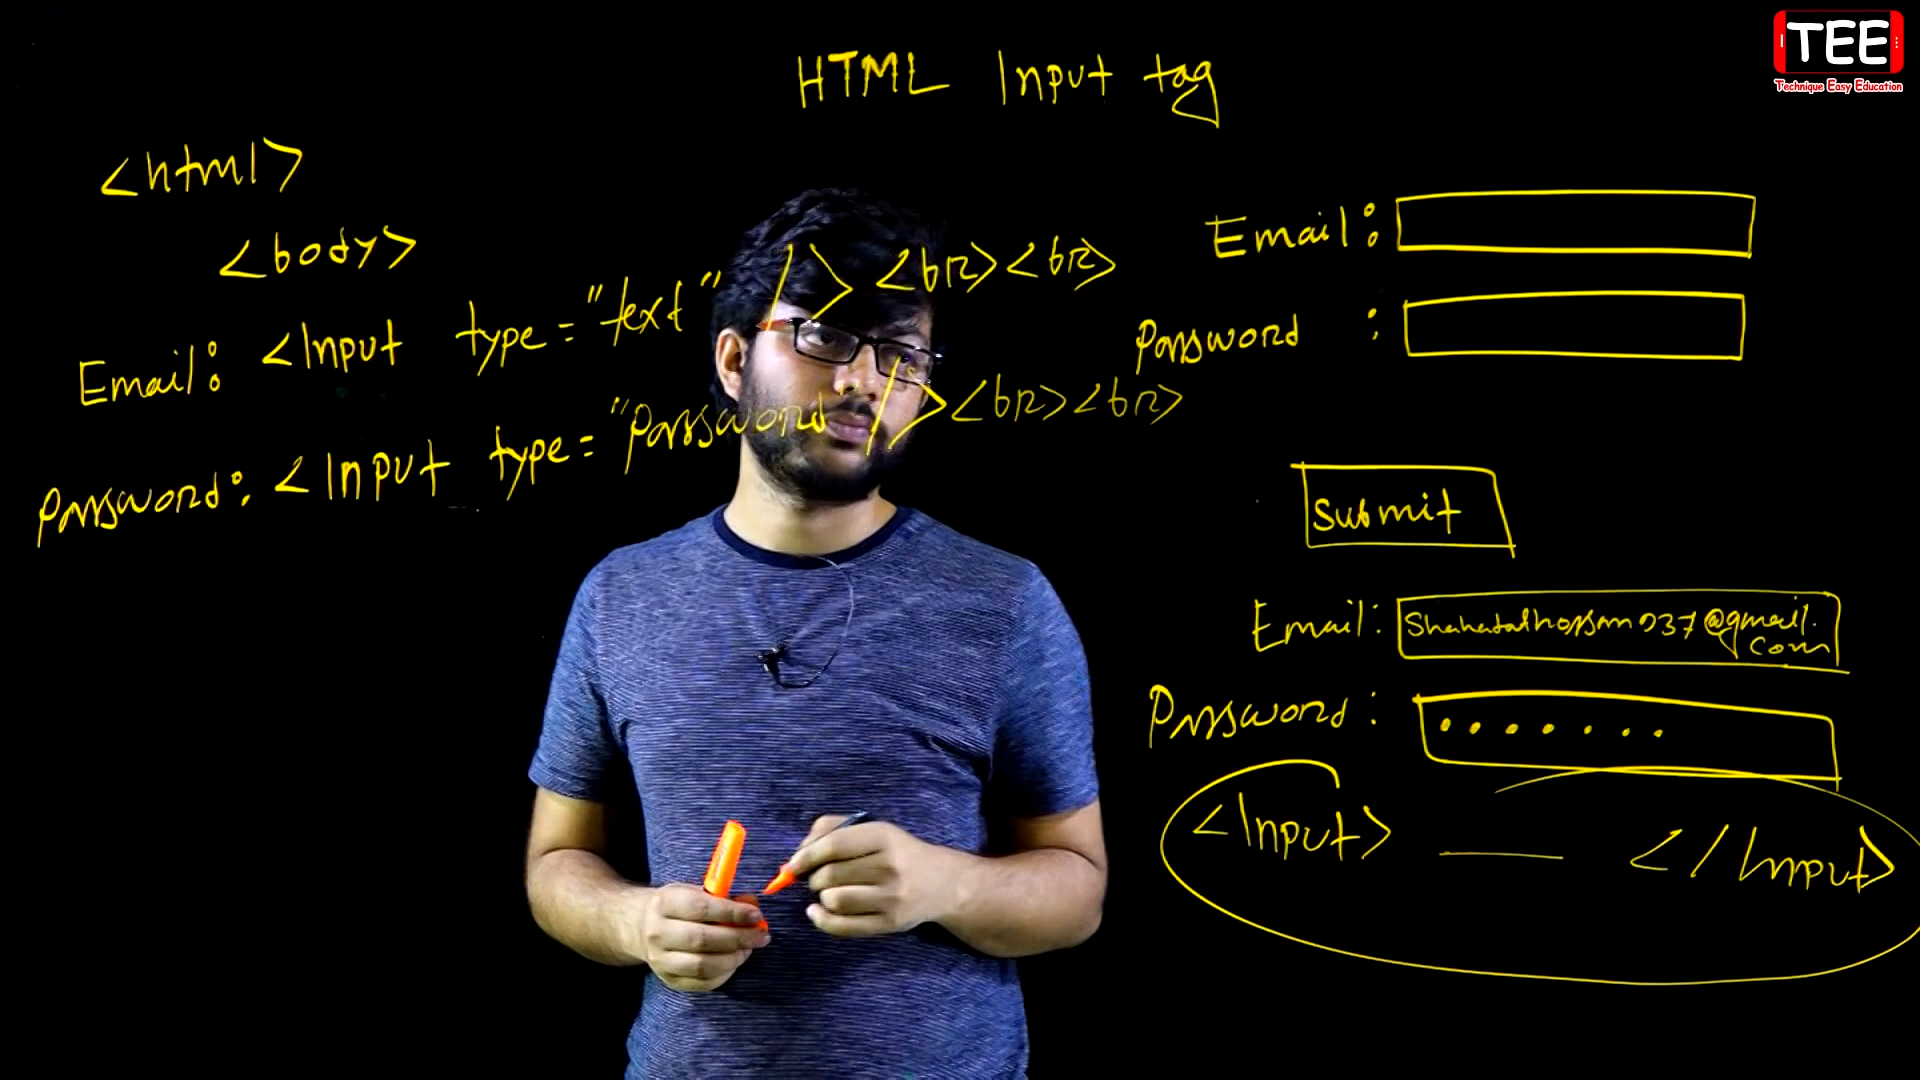 TEE
Technique Easy Education
HTML Input tag
<html>
<body>
Email: <Input type="text" /> <br><br>
Password: <Input type="password" /> <br><br>
Email:
Password :
Submit
Email: @gmail.
com
Password: .......
<Input> — </Input>